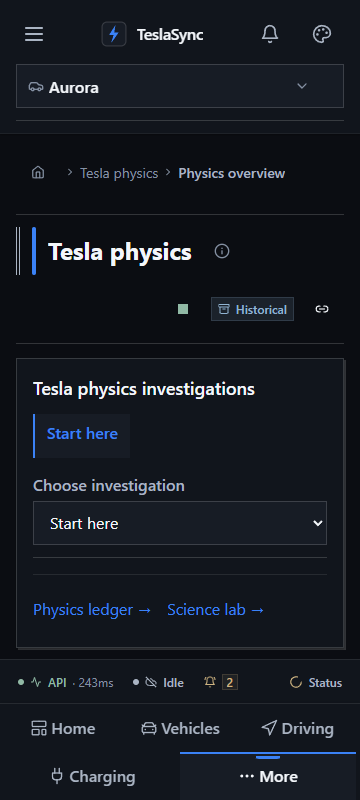 TeslaSync
Aurora
Tesla physics > Physics overview
Tesla physics
Historical
Tesla physics investigations
Start here
Choose investigation
Start here
Physics ledger → Science lab →
API · 243ms Idle 2 Status
Home Vehicles Driving
Charging More